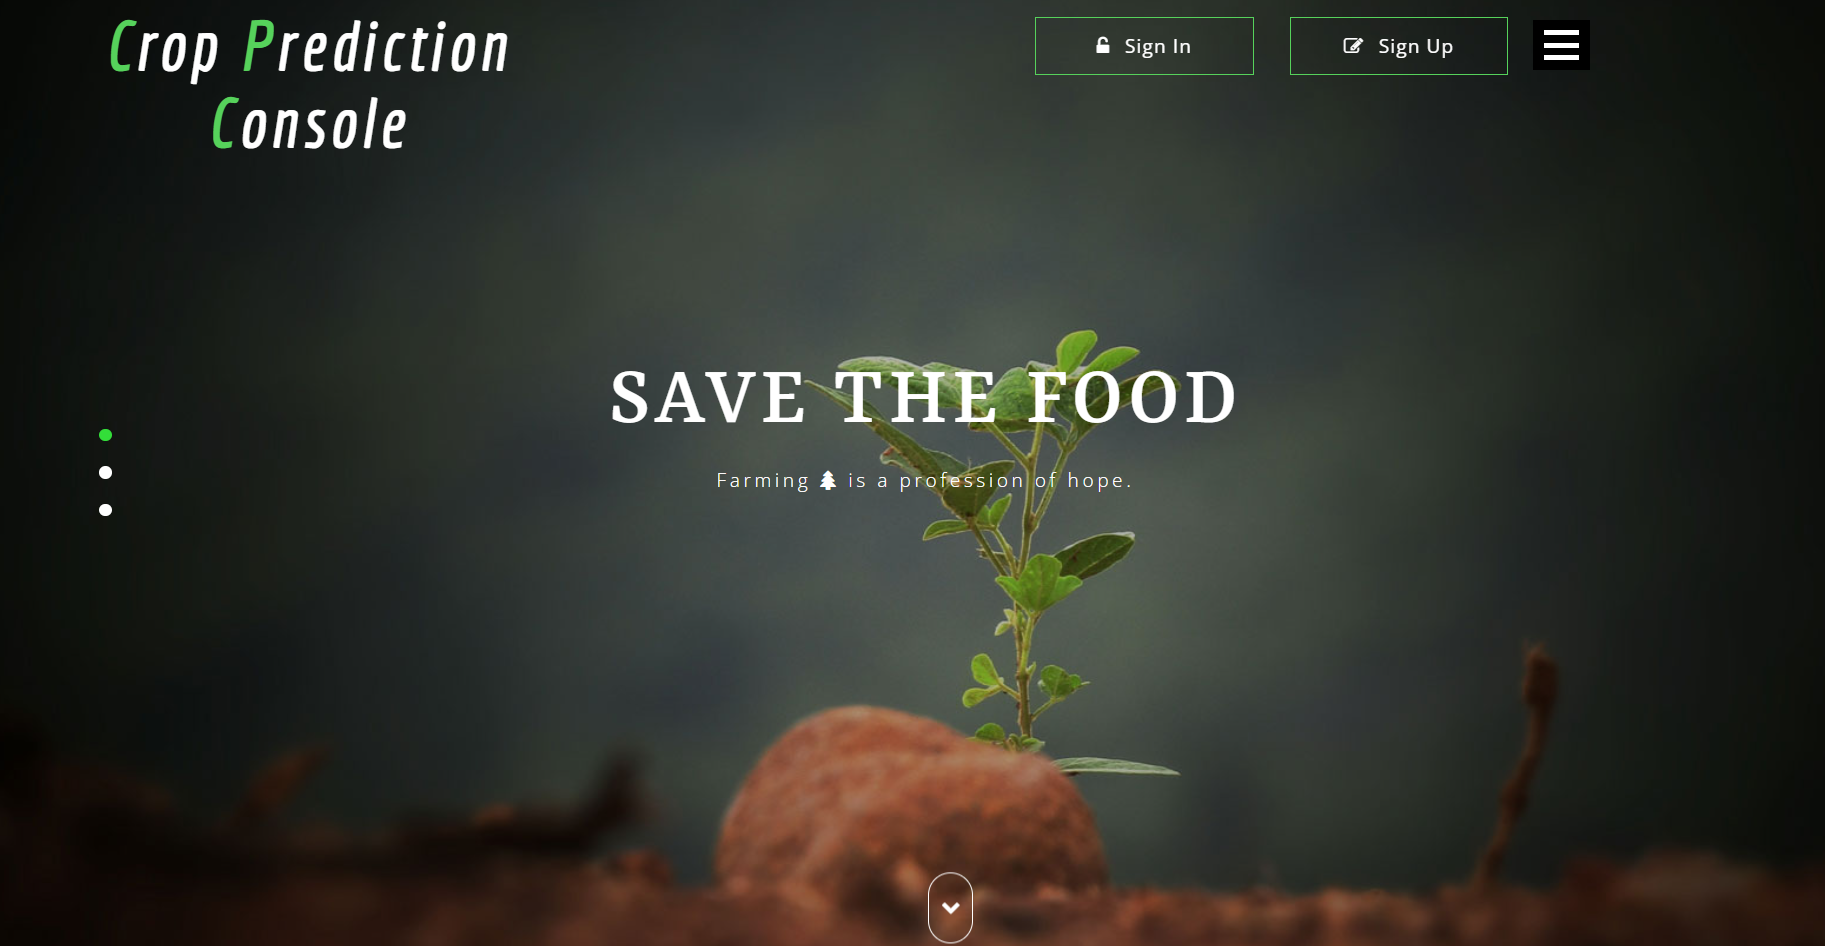 Crop Prediction
Console
Sign In
Sign Up
SAVE THE FOOD
Farming is a profession of hope.